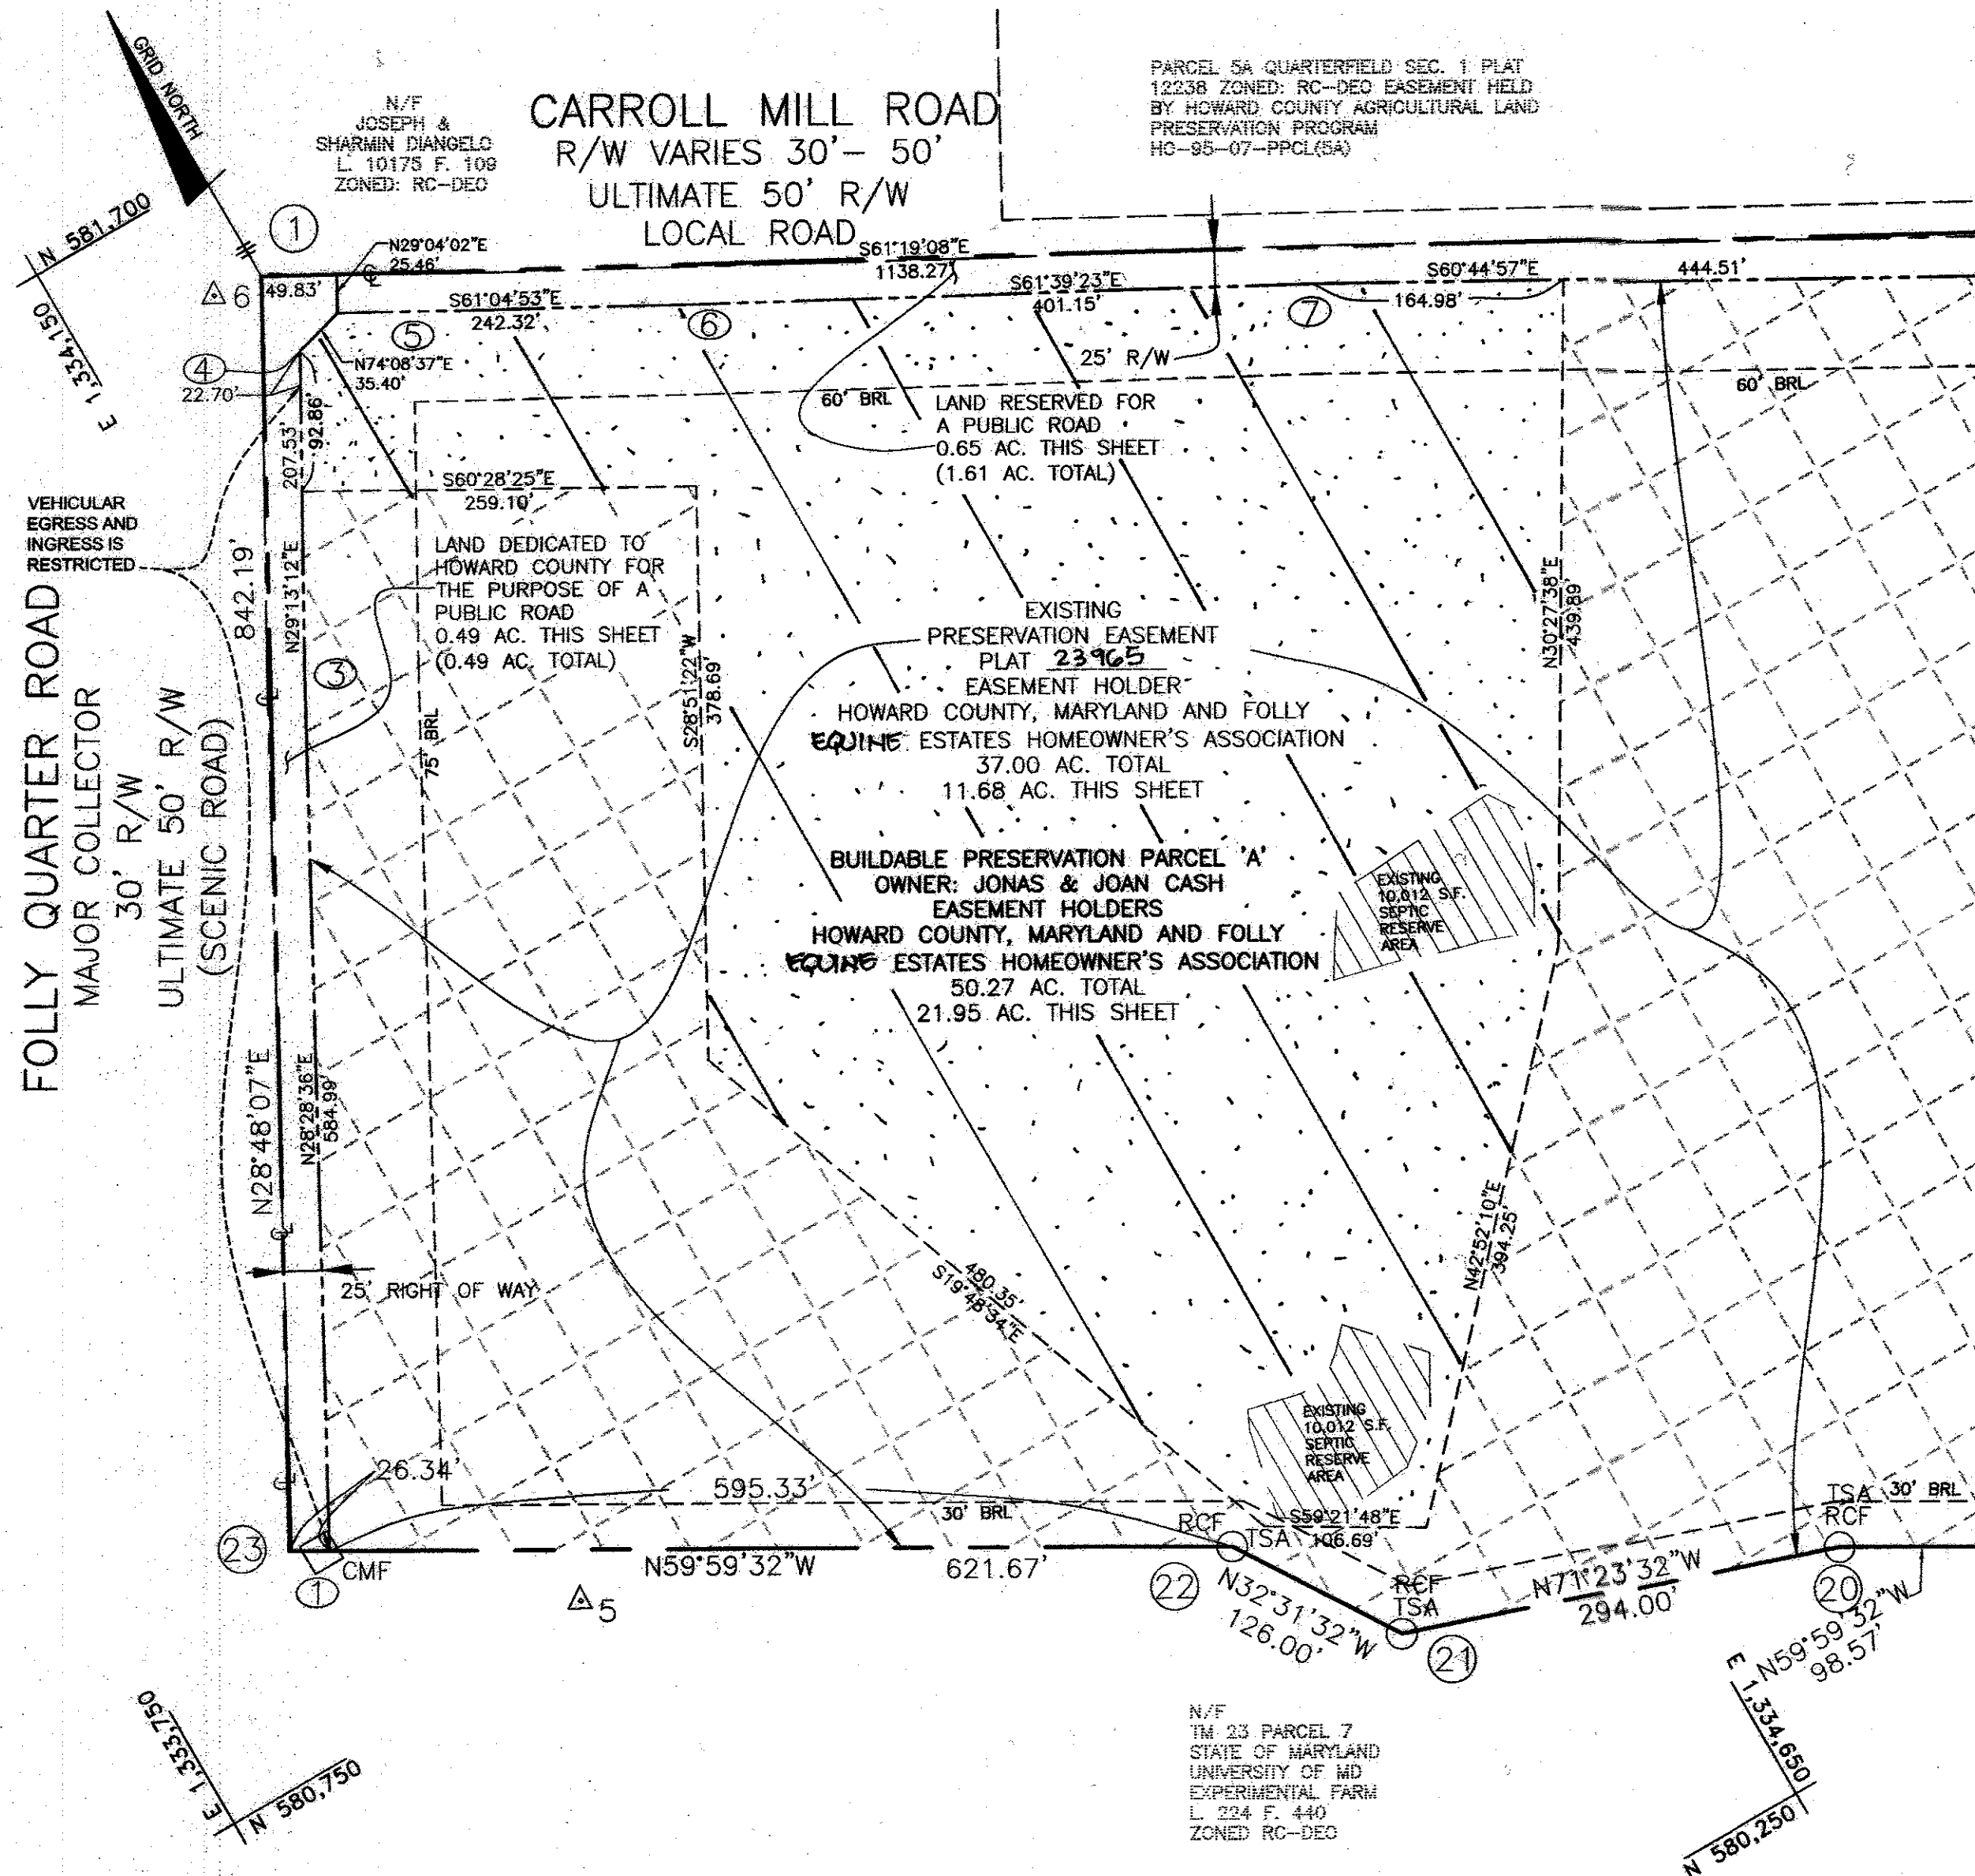 GRID NORTH
N 581,700
E 1,334,150
N/F
JOSEPH &
SHARMIN DIANGELO
L. 10175 F. 109
ZONED: RC-DEO
CARROLL MILL ROAD
R/W VARIES 30'- 50'
ULTIMATE 50' R/W
LOCAL ROAD
PARCEL 5A QUARTERFIELD SEC. 1 PLAT
12238 ZONED: RC-DEO EASEMENT HELD
BY HOWARD COUNTY AGRICULTURAL LAND
PRESERVATION PROGRAM
HO-95-07-PPCL(5A)
1
N29°04'02"E
25.46'
S61°19'08"E
1138.27'
6
49.83'
S61°04'53"E
242.32'
5
6
S61°39'23"E
401.15'
7
S60°44'57"E
164.98'
444.51'
25' R/W
4
22.70'
N74°08'37"E
35.40'
92.86'
207.53'
60' BRL
60' BRL
LAND RESERVED FOR
A PUBLIC ROAD
0.65 AC. THIS SHEET
(1.61 AC. TOTAL)
S60°28'25"E
259.10'
VEHICULAR
EGRESS AND
INGRESS IS
RESTRICTED
LAND DEDICATED TO
HOWARD COUNTY FOR
THE PURPOSE OF A
PUBLIC ROAD
0.49 AC. THIS SHEET
(0.49 AC. TOTAL)
FOLLY QUARTER ROAD
MAJOR COLLECTOR
30' R/W
ULTIMATE 50' R/W
(SCENIC ROAD)
842.19'
N28°48'07"E
N29°13'12"E
3
75' BRL
S28°51'22"W
378.69'
N30°27'38"E
439.89'
EXISTING
PRESERVATION EASEMENT
PLAT 23965
EASEMENT HOLDER
HOWARD COUNTY, MARYLAND AND FOLLY
EQUINE ESTATES HOMEOWNER'S ASSOCIATION
37.00 AC. TOTAL
11.68 AC. THIS SHEET
BUILDABLE PRESERVATION PARCEL 'A'
OWNER: JONAS & JOAN CASH
EASEMENT HOLDERS
HOWARD COUNTY, MARYLAND AND FOLLY
EQUINE ESTATES HOMEOWNER'S ASSOCIATION
50.27 AC. TOTAL
21.95 AC. THIS SHEET
EXISTING
10,012 S.F.
SEPTIC
RESERVE
AREA
N28°28'36"E
584.99'
25' RIGHT OF WAY
480.35'
S19°48'34"E
N42°52'10"E
394.25'
EXISTING
10,012 S.F.
SEPTIC
RESERVE
AREA
26.34'
595.33'
30' BRL
RCF
TSA
S59°21'48"E
106.69'
TSA
RCF
30' BRL
23
CMF
1
5
N59°59'32"W
621.67'
22
N32°31'32"W
126.00'
RCF
TSA
21
N71°23'32"W
294.00'
20
N59°59'32"W
98.57'
E 1,333,750
N 580,750
N/F
TM 23 PARCEL 7
STATE OF MARYLAND
UNIVERSITY OF MD
EXPERIMENTAL FARM
L. 224 F. 440
ZONED RC-DEO
E 1,334,650
N 580,250